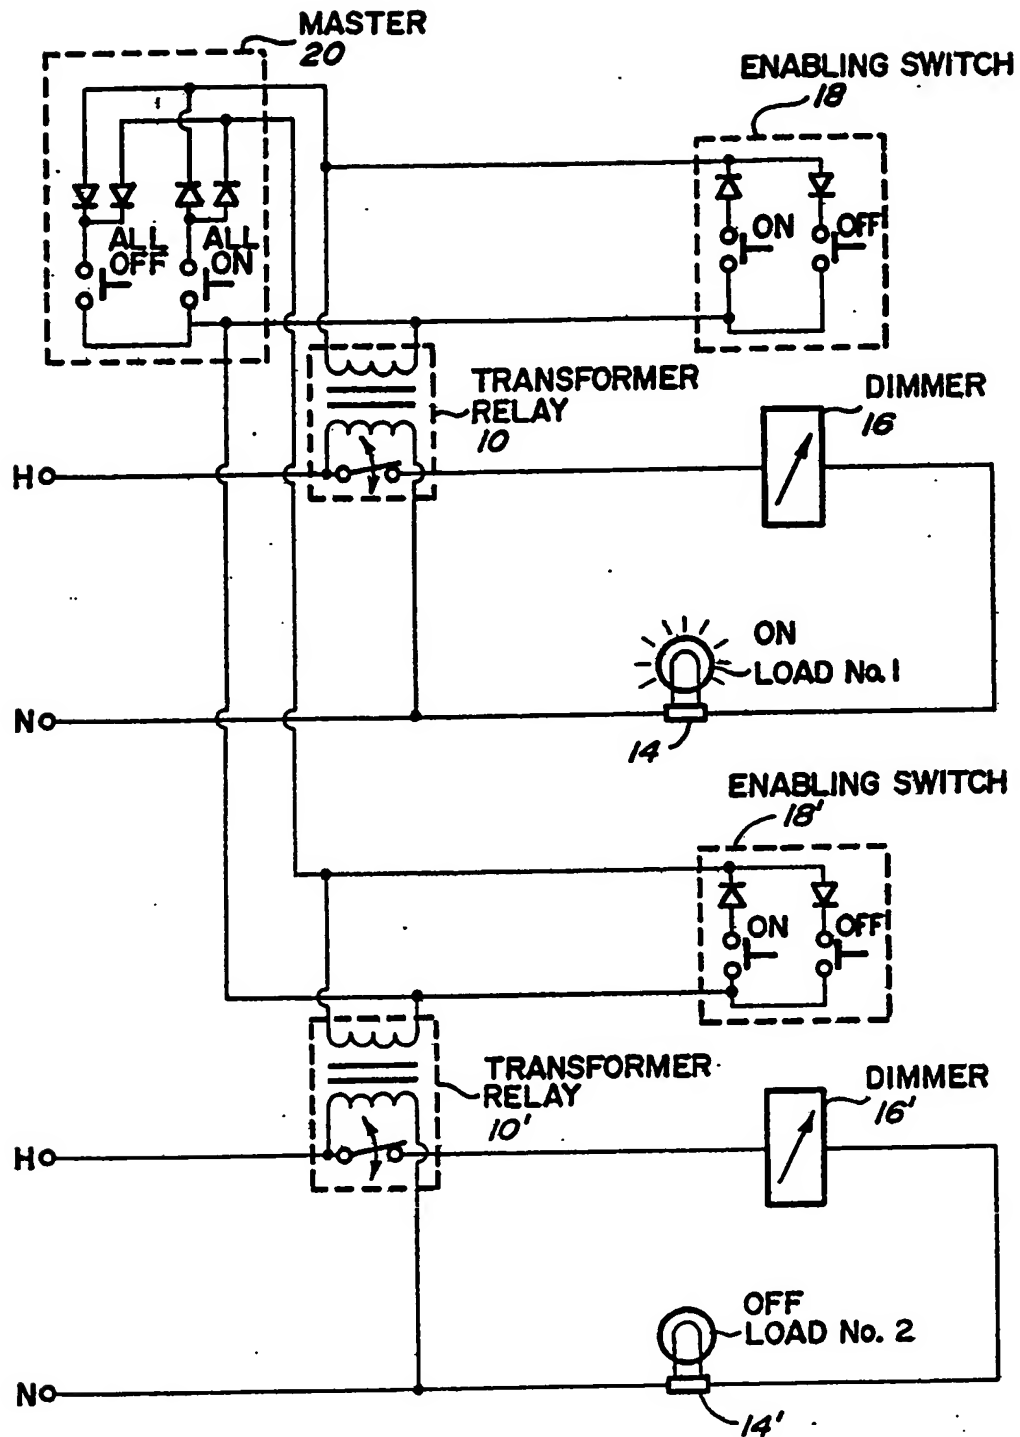 MASTER
20
ENABLING SWITCH
18
ALL
OFF
ALL
ON
ON
OFF
TRANSFORMER
RELAY
10
DIMMER
16
H
ON
LOAD No. 1
N
14
ENABLING SWITCH
18'
ON
OFF
TRANSFORMER
RELAY
10'
DIMMER
16'
H
OFF
LOAD No. 2
N
14'